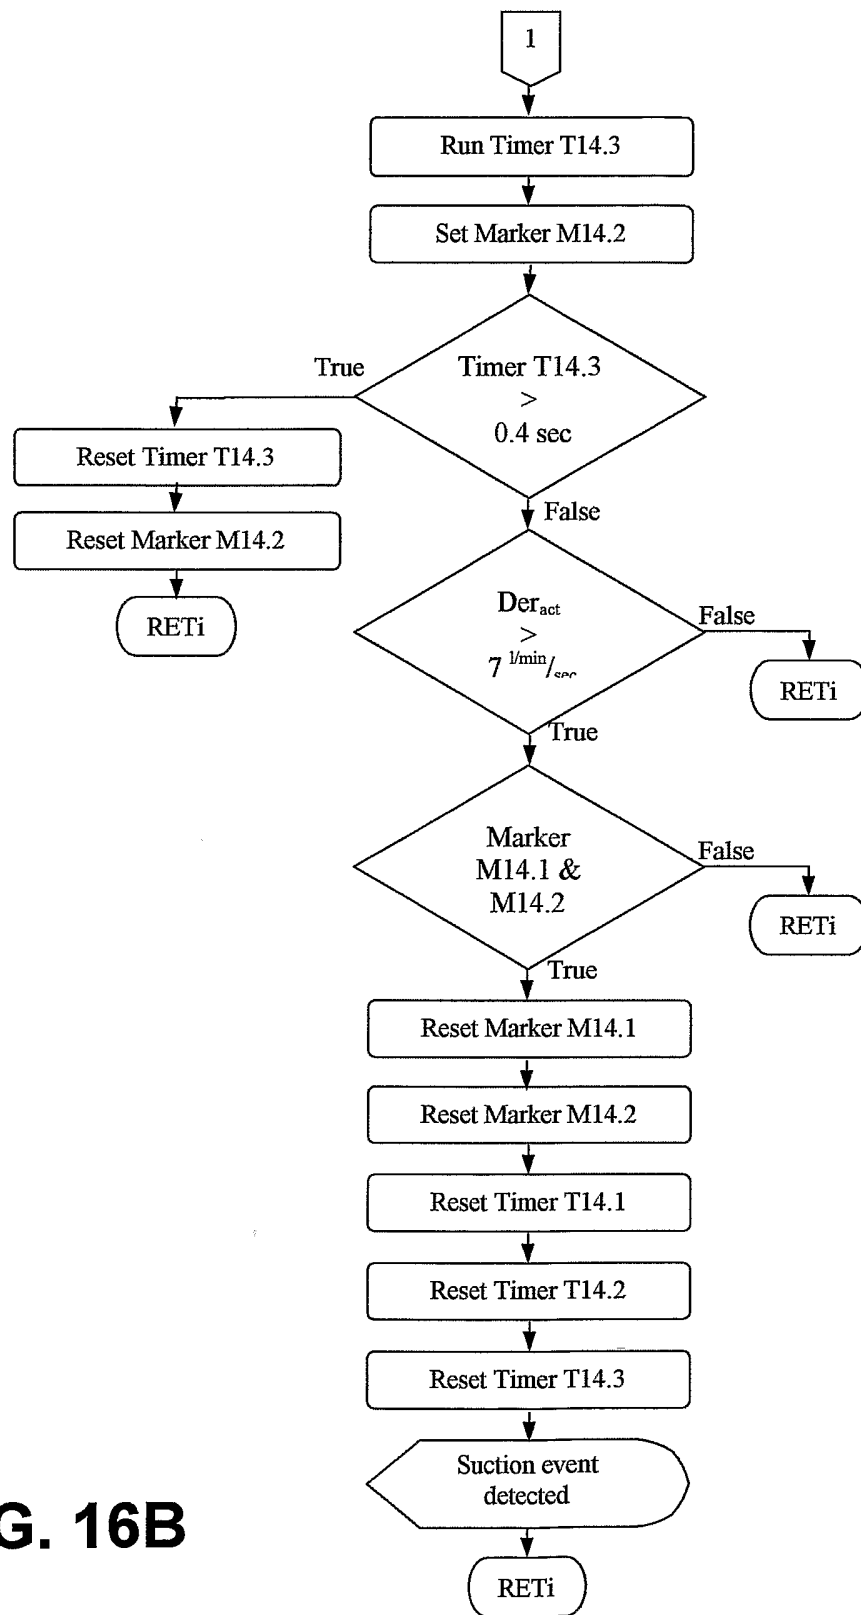 1
Run Timer T14.3
Set Marker M14.2
True
Timer T14.3
>
0.4 sec
Reset Timer T14.3
False
Reset Marker M14.2
RETi
Der_act
>
7 l/min/sec
False
RETi
True
Marker
M14.1 &
M14.2
False
RETi
True
Reset Marker M14.1
Reset Marker M14.2
Reset Timer T14.1
Reset Timer T14.2
Reset Timer T14.3
Suction event
detected
G. 16B
RETi